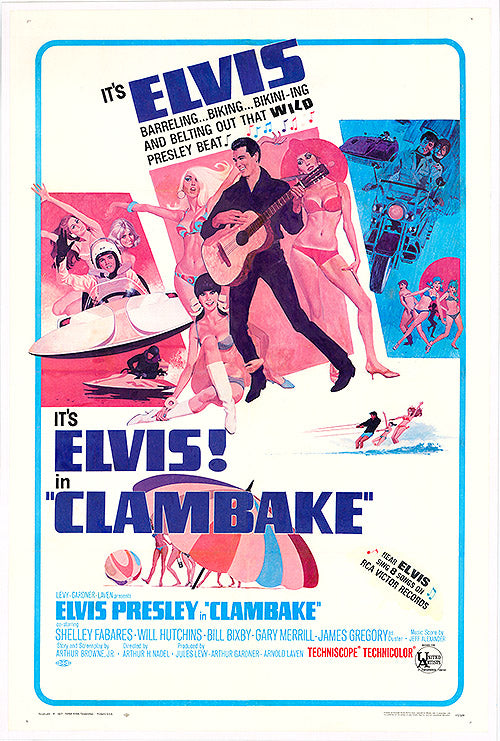 IT'S ELVIS
BARRELING...BIKING...BIKINI-ING
AND BELTING OUT THAT WILD
PRESLEY BEAT!
IT'S
ELVIS!
in
"CLAMBAKE"
HEAR ELVIS
SING 8 SONGS ON
RCA VICTOR RECORDS
LEVY-GARDNER-LAVEN presents
ELVIS PRESLEY in "CLAMBAKE"
co-starring
SHELLEY FABARES·WILL HUTCHINS·BILL BIXBY·GARY MERRILL·JAMES GREGORY as Duster·
Music Score by
JEFF ALEXANDER
Story and Screenplay by
ARTHUR BROWNE, JR.
Directed by
ARTHUR H. NADEL·
Produced by
JULES LEVY·ARTHUR GARDNER·ARNOLD LAVEN
TECHNISCOPE® TECHNICOLOR®
UNITED
ARTISTS